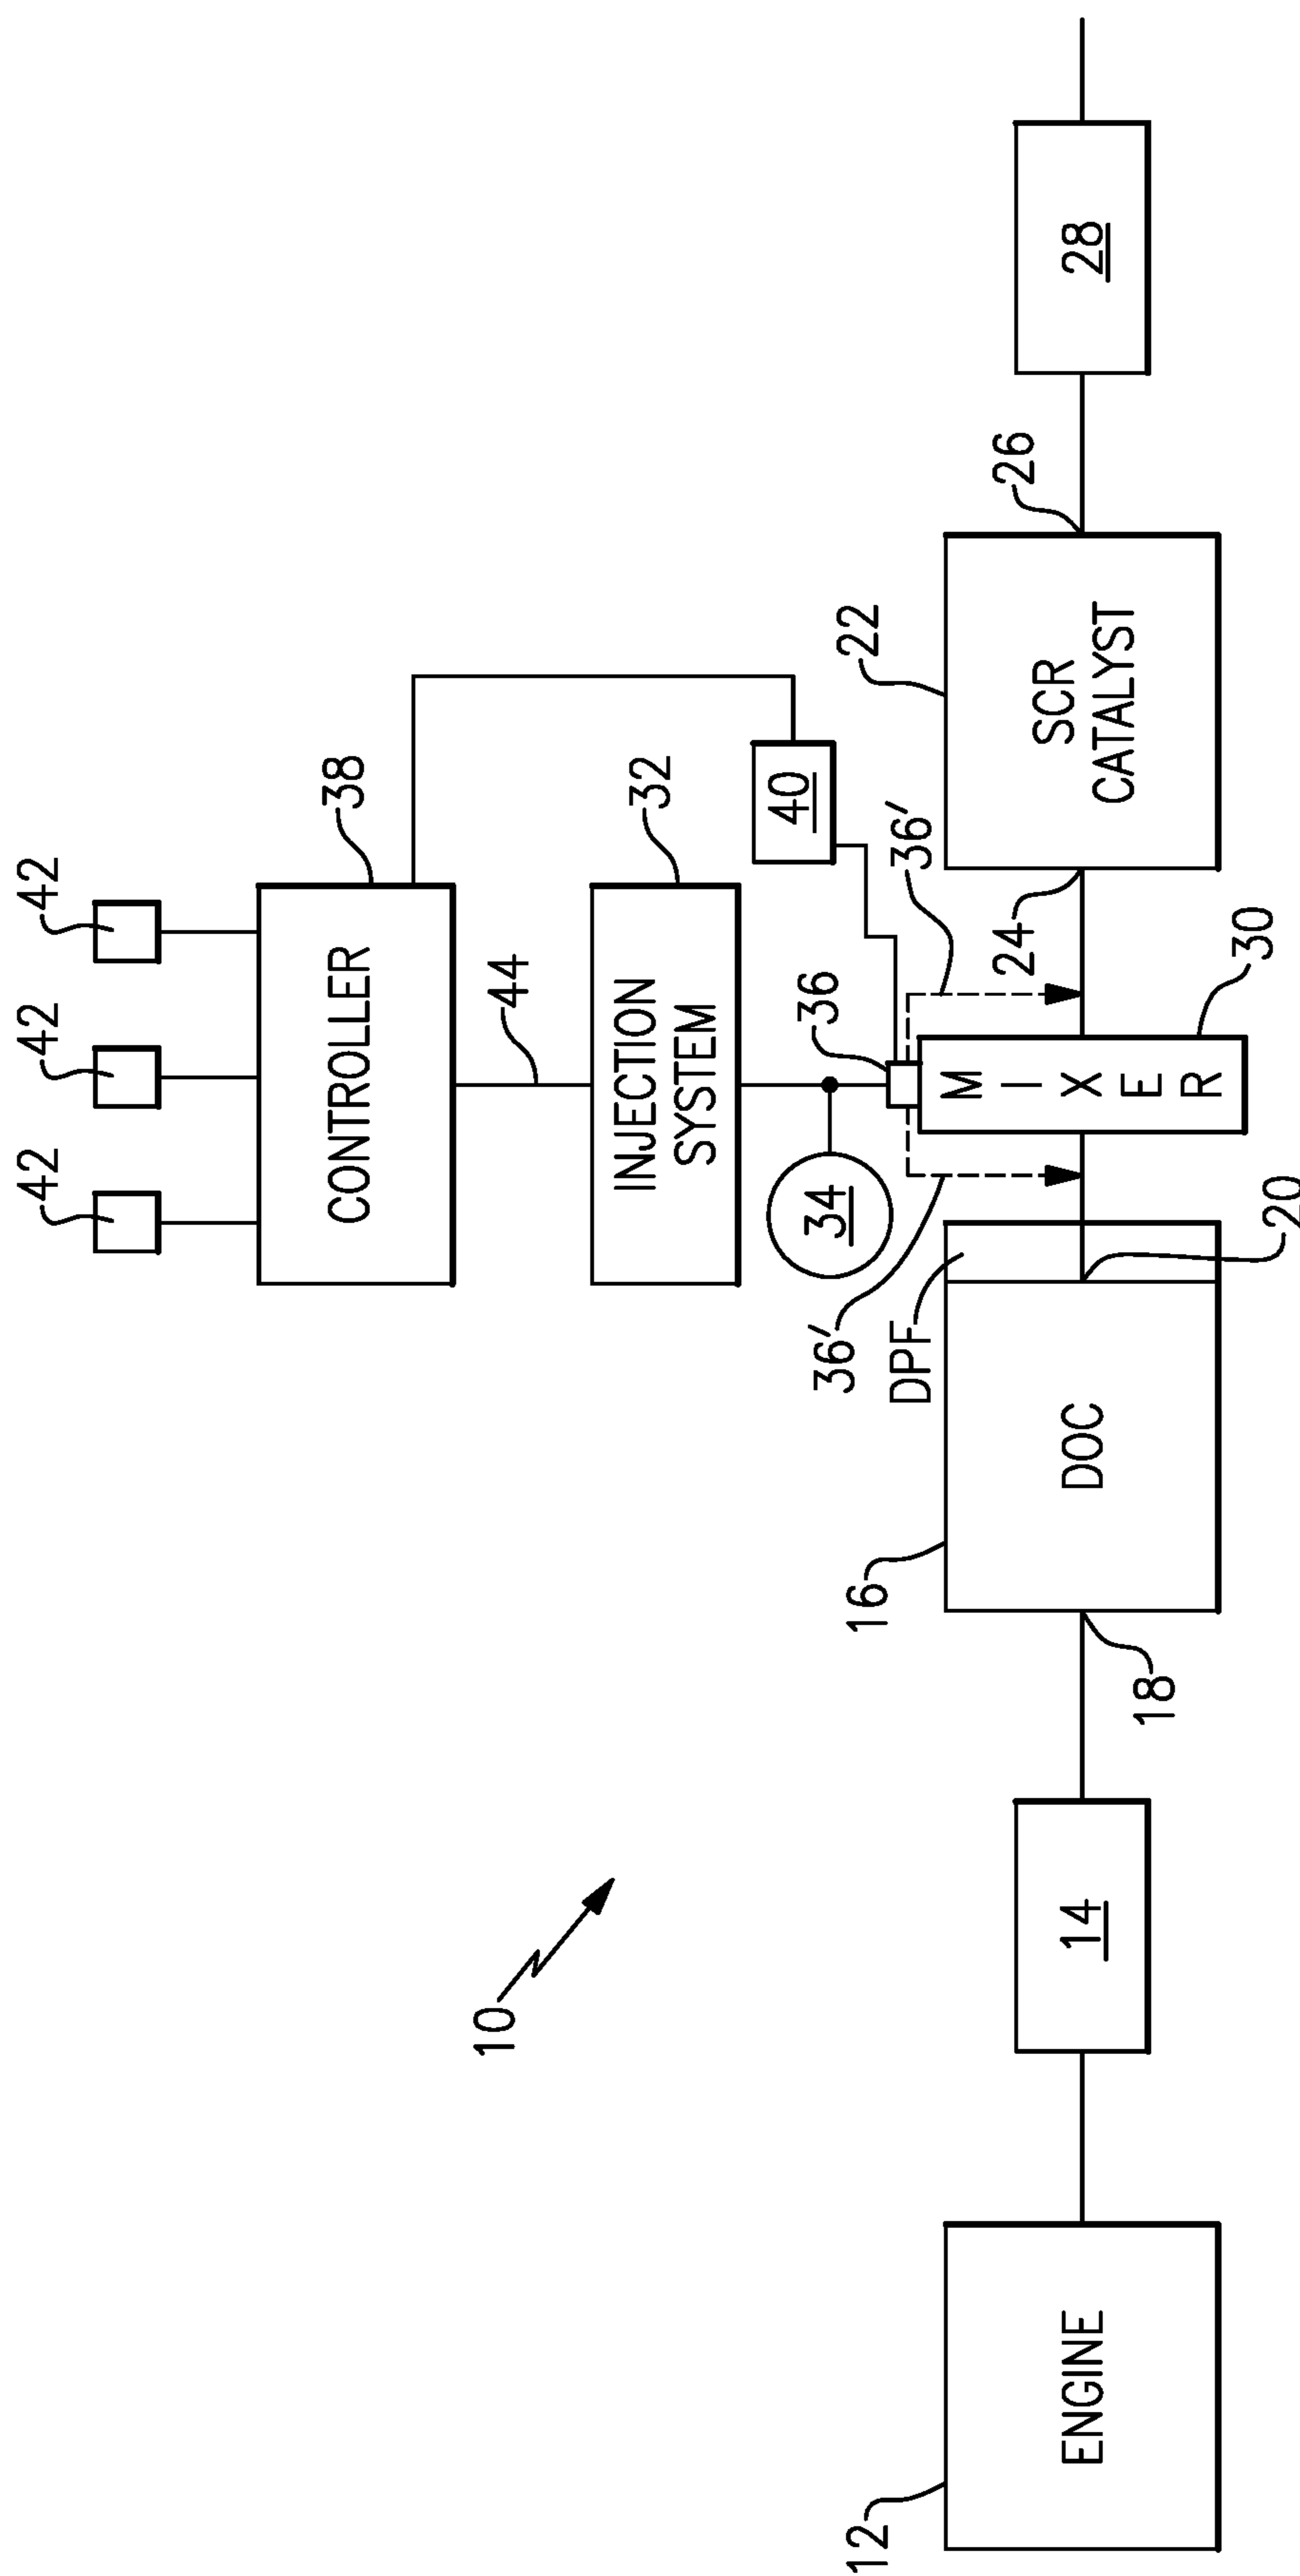 42
42
42
38
CONTROLLER
44
32
INJECTION
SYSTEM
40
34
36
36′
36′
10
12
ENGINE
14
18
16
DOC
DPF
20
MIXER
30
24
22
SCR
CATALYST
26
28